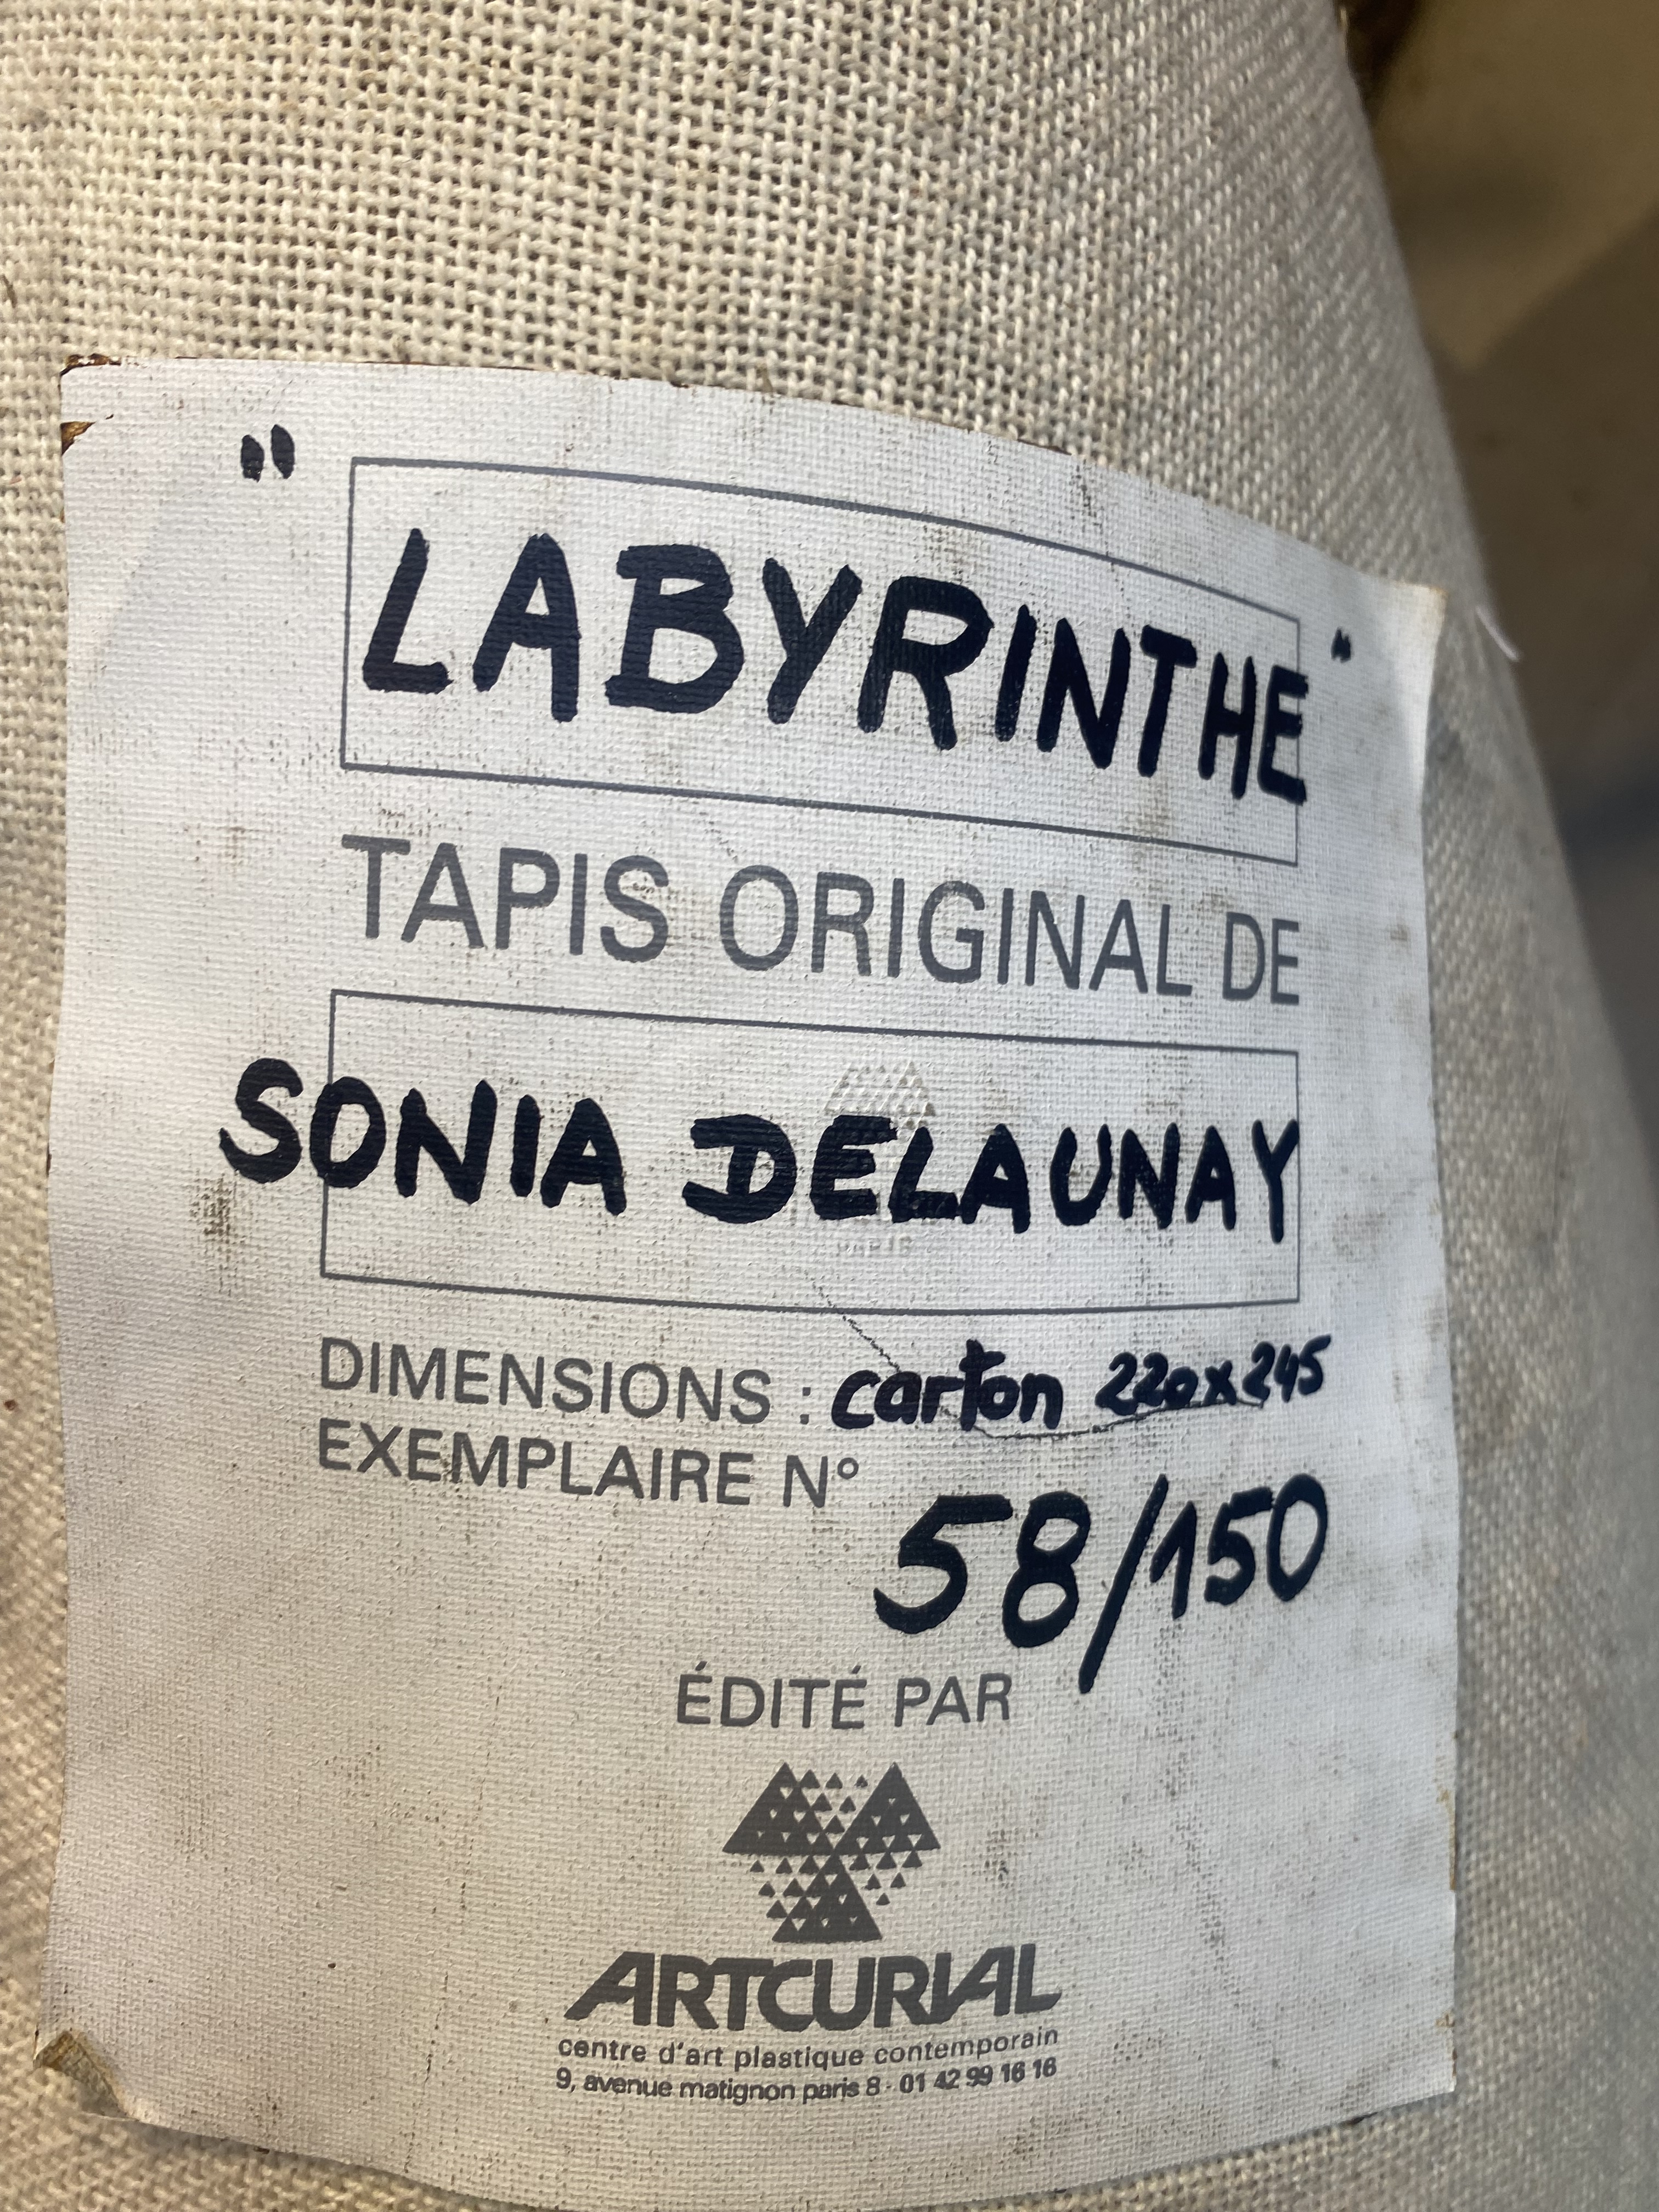 "LABYRINTHE"
TAPIS ORIGINAL DE
SONIA DELAUNAY
DIMENSIONS : carton 220x245
EXEMPLAIRE N°
58/150
ÉDITÉ PAR
ARTCURIAL
centre d'art plastique contemporain
9, avenue matignon paris 8 - 01 42 99 16 16